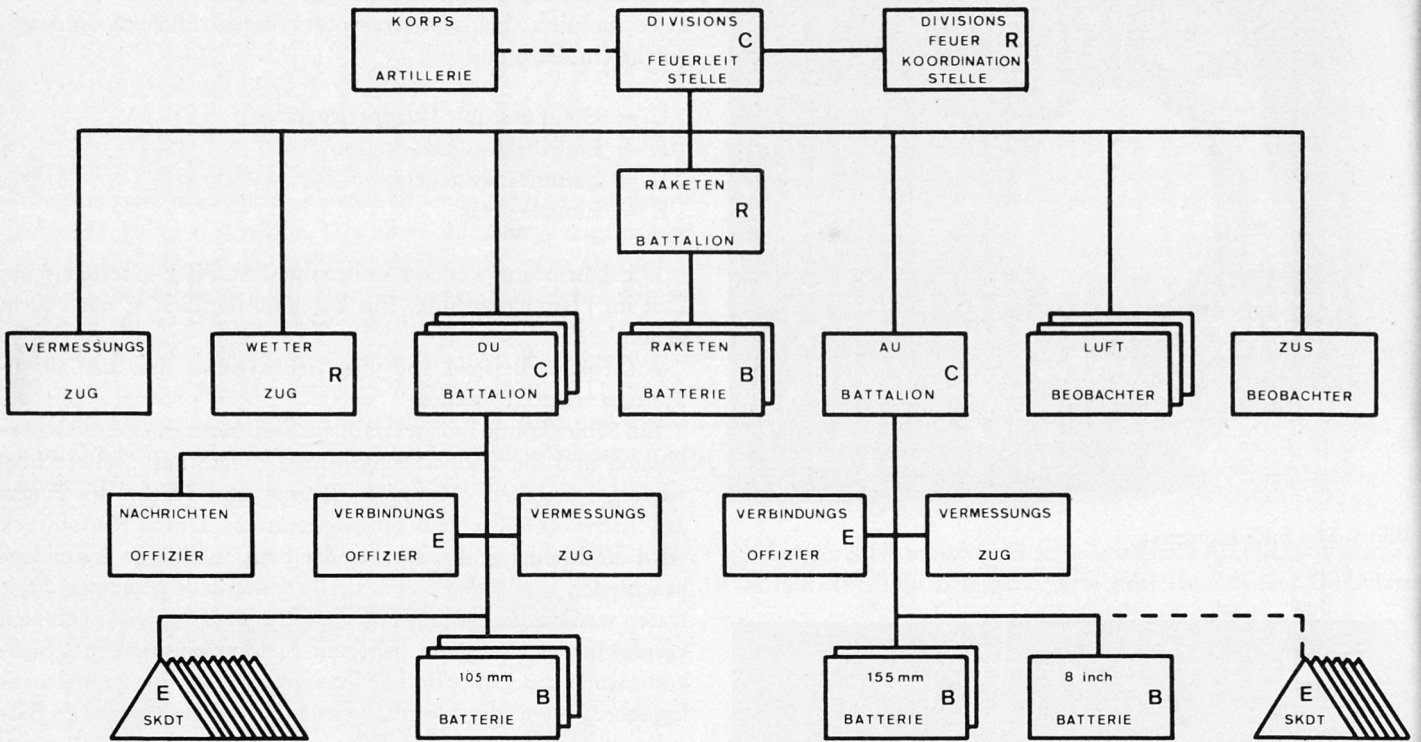 KORPS
ARTILLERIE
DIVISIONS
C
FEUERLEIT
STELLE
DIVISIONS
FEUER R
KOORDINATION
STELLE
RAKETEN
R
BATTALION
VERMESSUNGS
ZUG
WETTER
R
ZUG
DU
C
BATTALION
RAKETEN
B
BATTERIE
AU
C
BATTALION
LUFT
BEOBACHTER
ZUS
BEOBACHTER
NACHRICHTEN
OFFIZIER
VERBINDUNGS
E
OFFIZIER
VERMESSUNGS
ZUG
VERBINDUNGS
E
OFFIZIER
VERMESSUNGS
ZUG
E
SKDT
105 mm
B
BATTERIE
155 mm
B
BATTERIE
8 inch
B
BATTERIE
E
SKDT